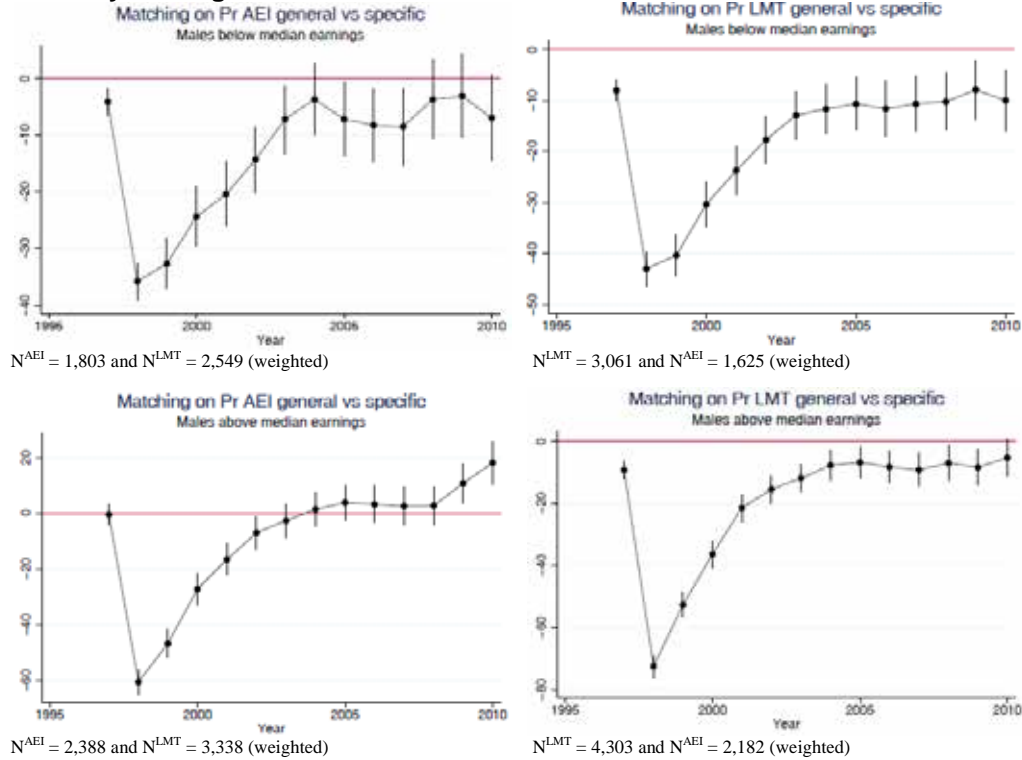 Matching on Pr AEI general vs specific
Males below median earnings
0
-10
-20
-30
-40
1995
2000
2005
2010
Year
N^AEI = 1,803 and N^LMT = 2,549 (weighted)
Matching on Pr LMT general vs specific
Males below median earnings
0
-10
-20
-30
-40
-50
1995
2000
2005
2010
Year
N^LMT = 3,061 and N^AEI = 1,625 (weighted)
Matching on Pr AEI general vs specific
Males above median earnings
20
0
-20
-40
-60
1995
2000
2005
2010
Year
N^AEI = 2,388 and N^LMT = 3,338 (weighted)
Matching on Pr LMT general vs specific
Males above median earnings
0
-20
-40
-60
-80
1995
2000
2005
2010
Year
N^LMT = 4,303 and N^AEI = 2,182 (weighted)